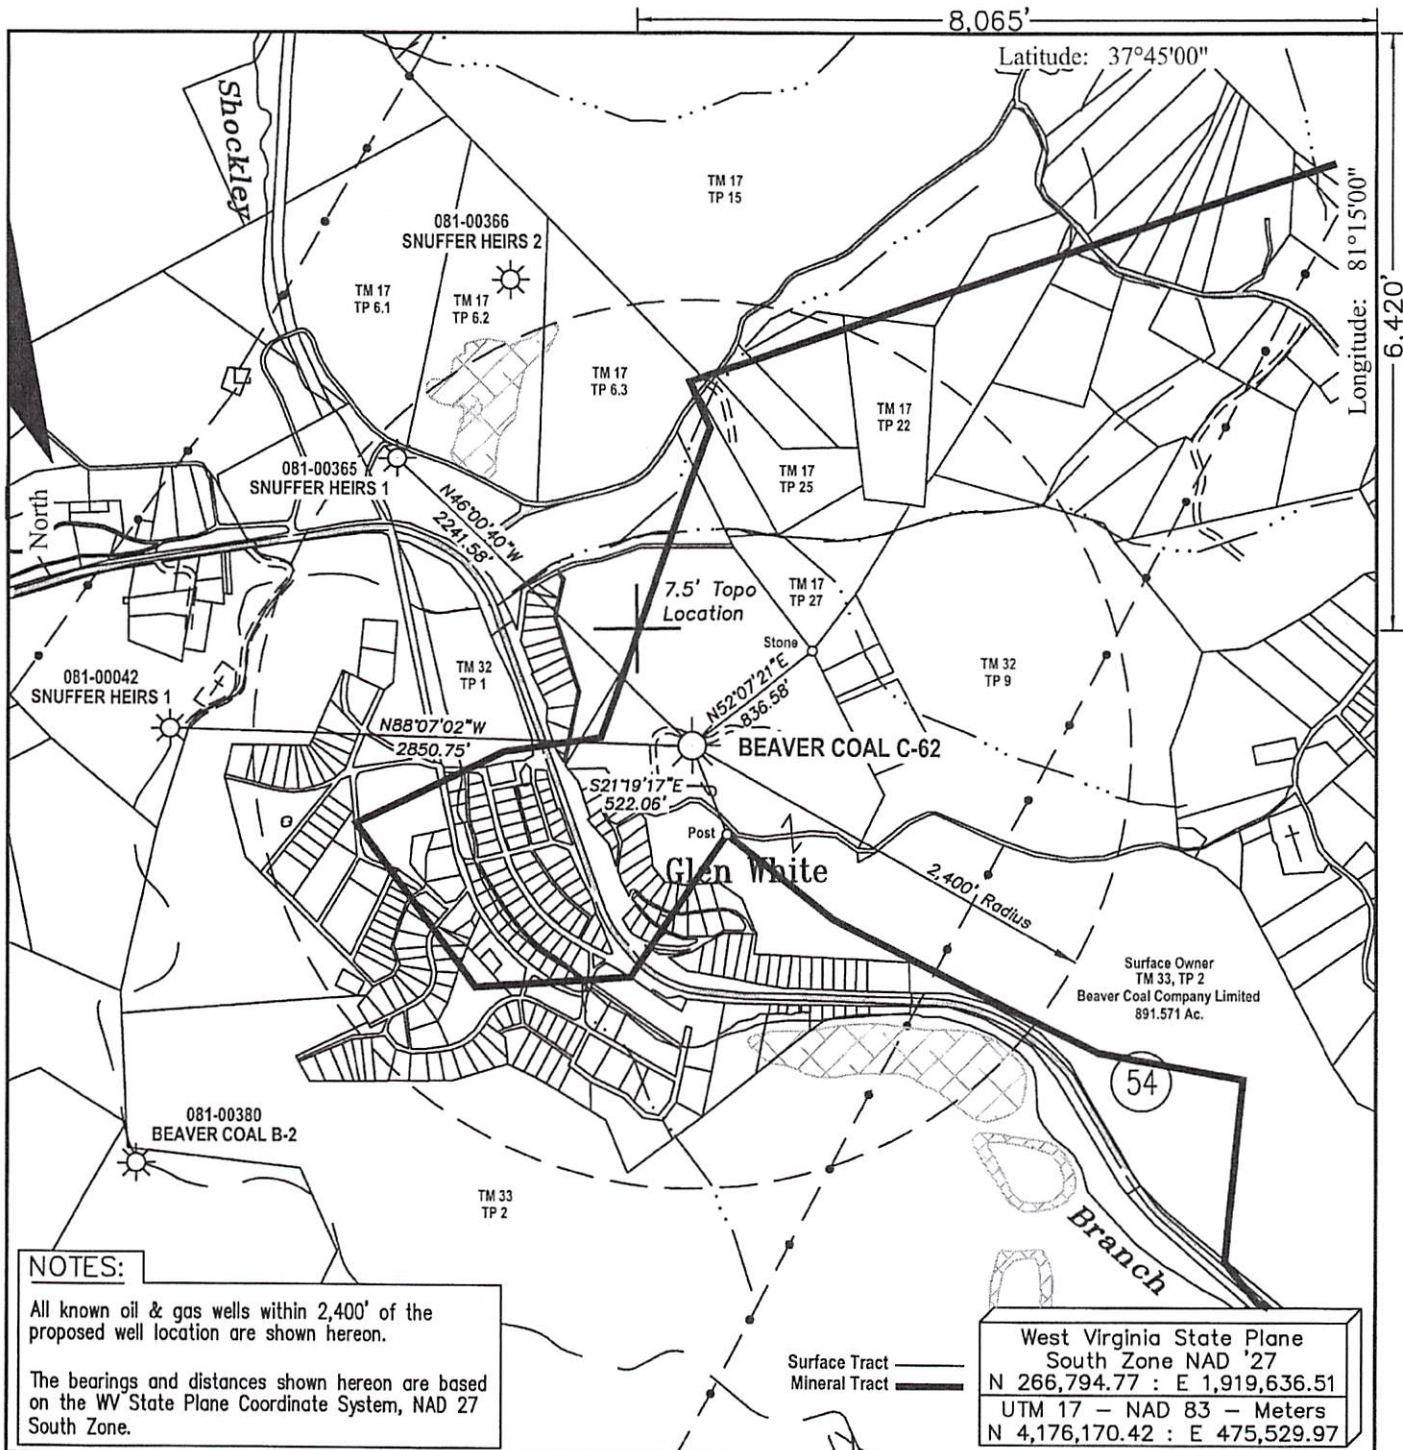 8,065'
Latitude: 37°45'00"
Longitude: 81°15'00"
6,420'
Shockley
TM 17
TP 15
081-00366
SNUFFER HEIRS 2
TM 17
TP 6.1
TM 17
TP 6.2
TM 17
TP 6.3
TM 17
TP 22
081-00365
SNUFFER HEIRS 1
TM 17
TP 25
North
N46°00'40"W
2241.58'
7.5' Topo
Location
TM 17
TP 27
Stone
TM 32
TP 1
TM 32
TP 9
081-00042
SNUFFER HEIRS 1
N52°07'21"E
836.58'
N88°07'02"W
2850.75'
BEAVER COAL C-62
S21°19'17"E
522.06'
G
Post
Glen White
2,400' Radius
Surface Owner
TM 33, TP 2
Beaver Coal Company Limited
891.571 Ac.
54
081-00380
BEAVER COAL B-2
TM 33
TP 2
Branch
NOTES:
All known oil & gas wells within 2,400' of the
proposed well location are shown hereon.
The bearings and distances shown hereon are based
on the WV State Plane Coordinate System, NAD 27
South Zone.
Surface Tract
Mineral Tract
West Virginia State Plane
South Zone NAD '27
N 266,794.77 : E 1,919,636.51
UTM 17 - NAD 83 - Meters
N 4,176,170.42 : E 475,529.97